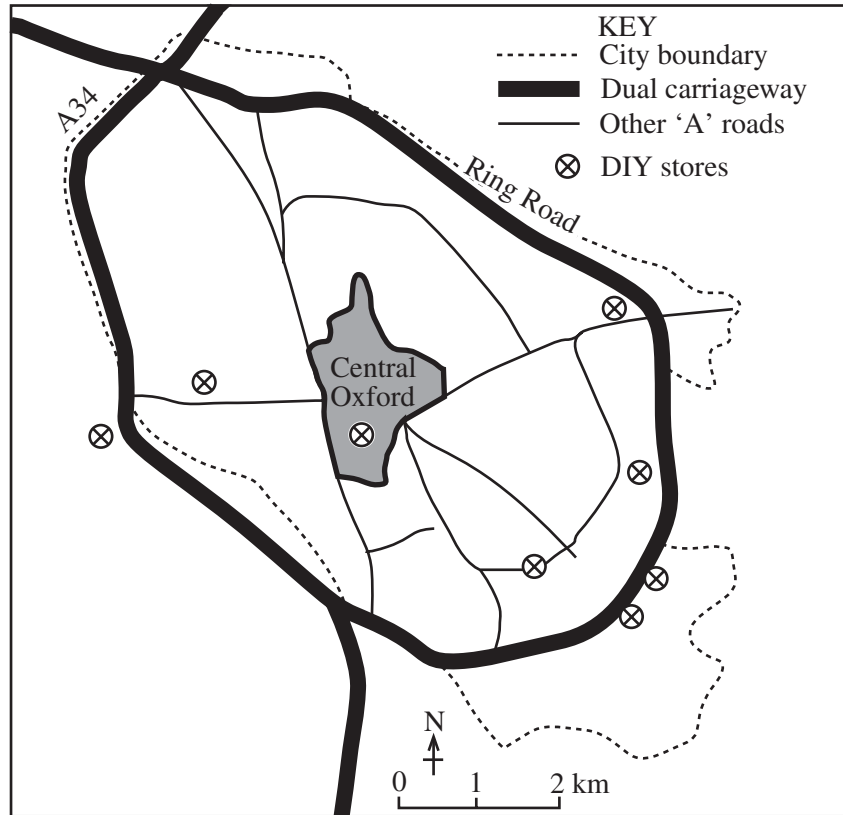 KEY
City boundary
Dual carriageway
Other ‘A’ roads
DIY stores
A34
Ring Road
Central
Oxford
N
0 1 2 km